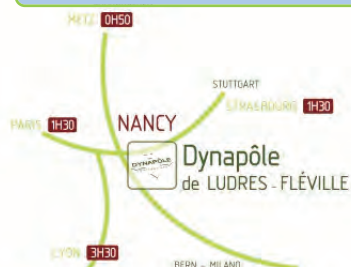 METZ 0H50
STUTTGART
STRASBOURG 1H30
PARIS 1H30
NANCY
DYNAPÔLE
Dynapôle
de LUDRES - FLÉVILLE
LYON 3H30
BERN - MILANO